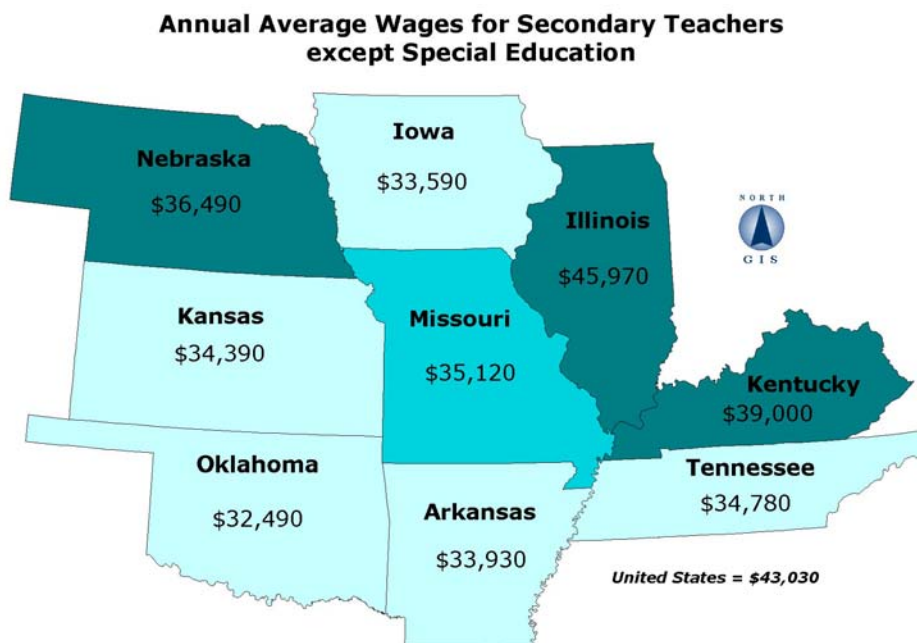 Annual Average Wages for Secondary Teachers
except Special Education
Iowa
$33,590
Nebraska
$36,490
Illinois
$45,970
NORTH
GIS
Kansas
$34,390
Missouri
$35,120
Kentucky
$39,000
Oklahoma
$32,490
Arkansas
$33,930
Tennessee
$34,780
United States = $43,030